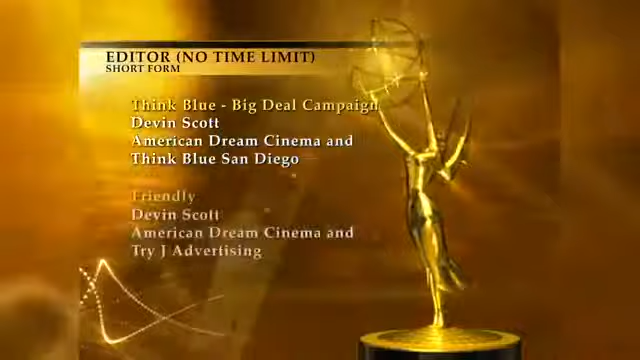 EDITOR (NO TIME LIMIT)
SHORT FORM
Think Blue - Big Deal Campaign
Devin Scott
American Dream Cinema and
Think Blue San Diego
Friendly
Devin Scott
American Dream Cinema and
Try J Advertising